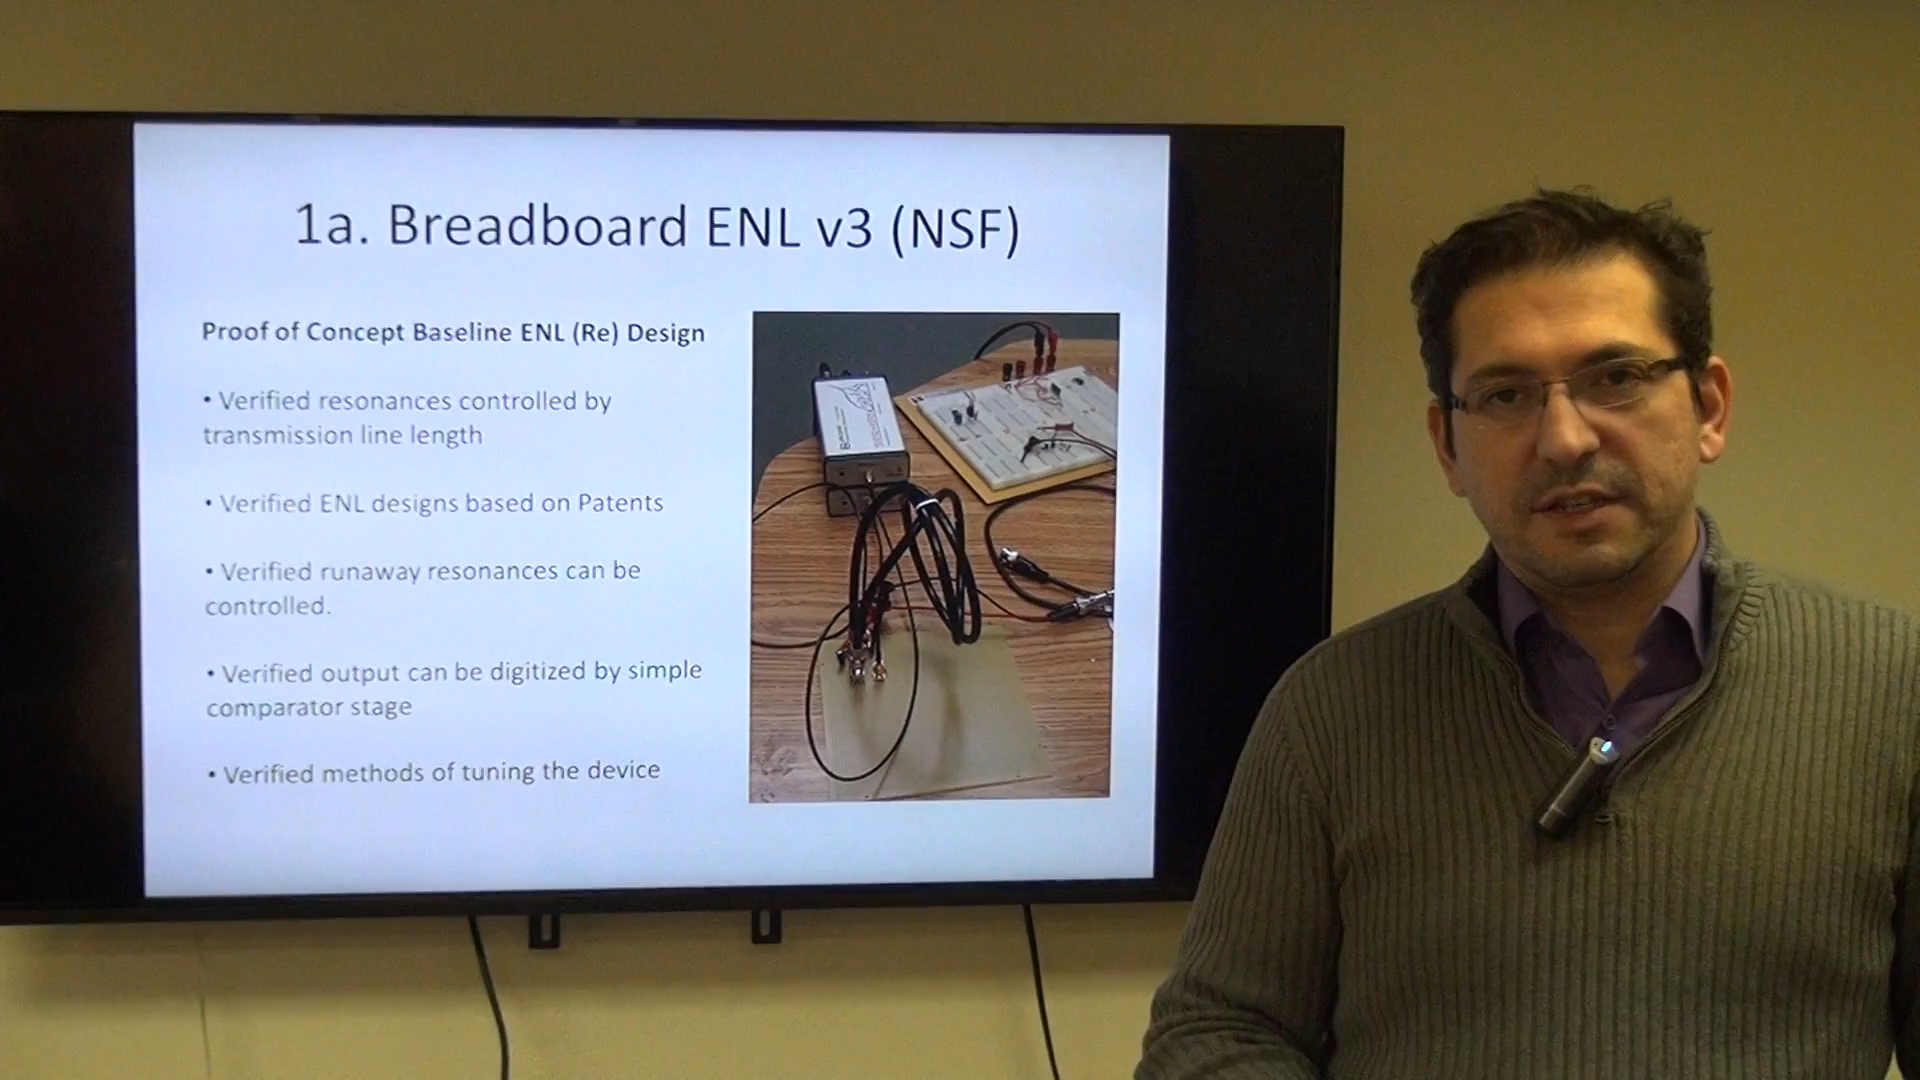 1a. Breadboard ENL v3 (NSF)
Proof of Concept Baseline ENL (Re) Design
• Verified resonances controlled by
transmission line length
• Verified ENL designs based on Patents
• Verified runaway resonances can be
controlled.
• Verified output can be digitized by simple
comparator stage
• Verified methods of tuning the device